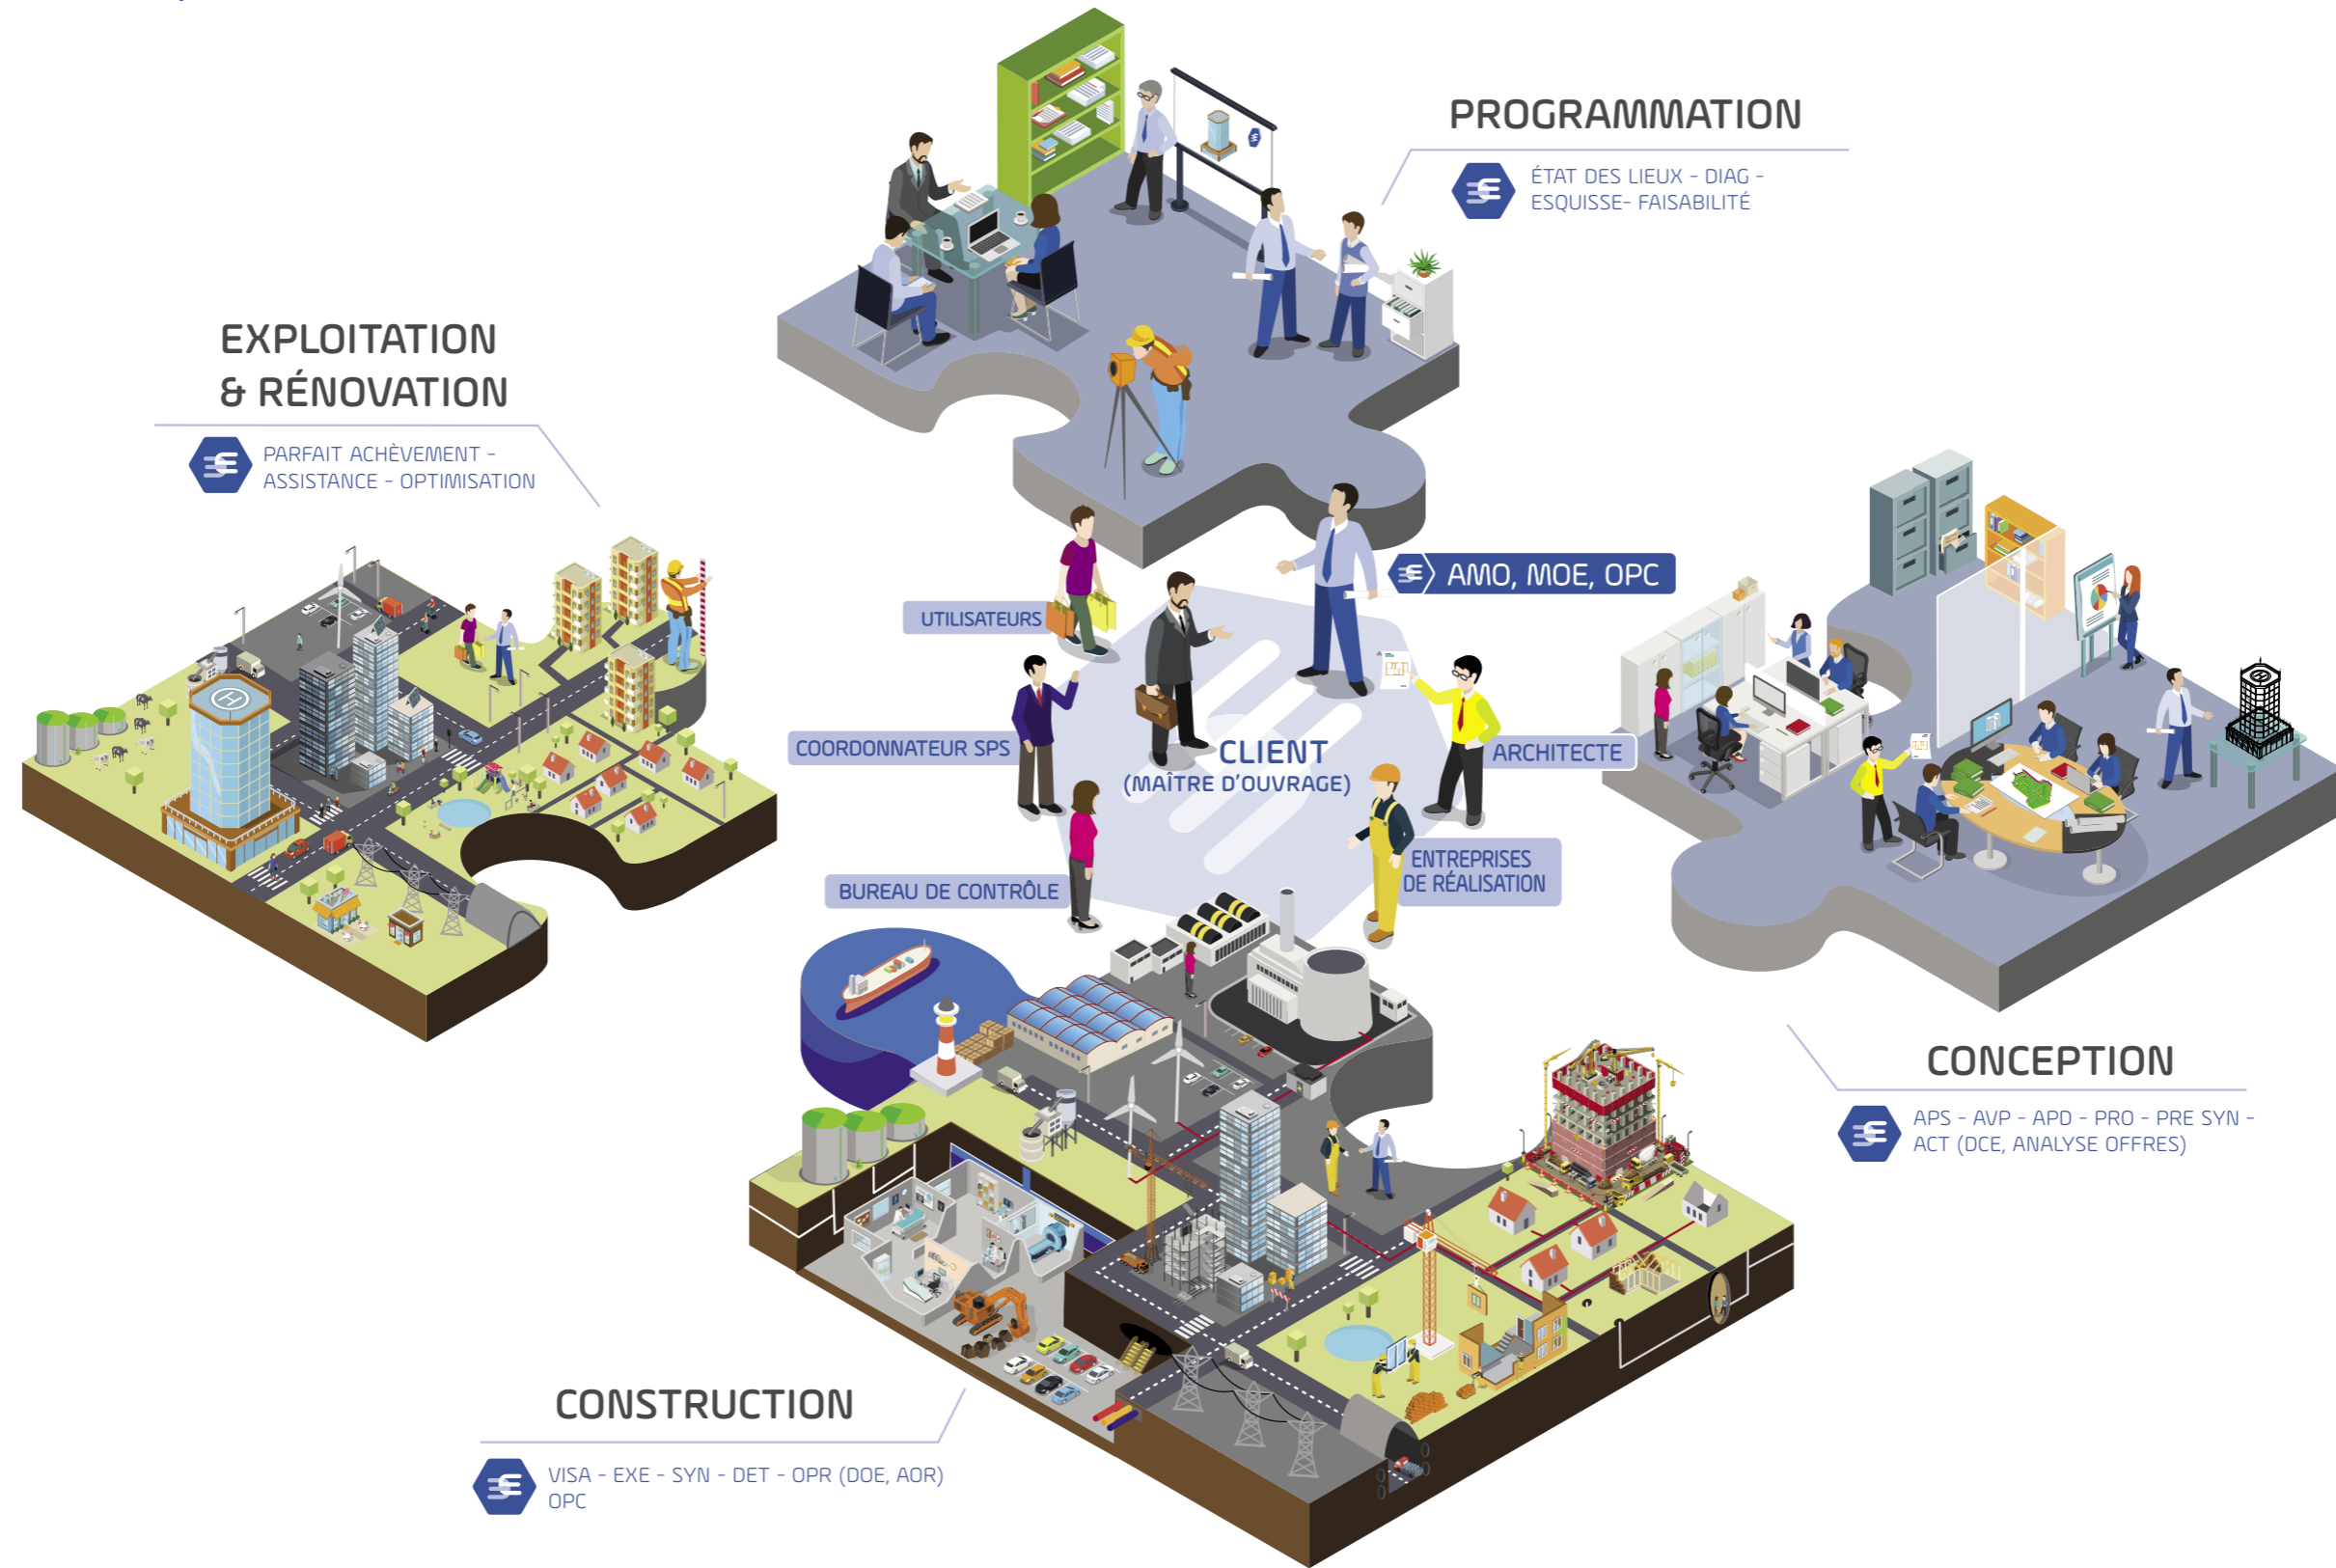 PROGRAMMATION
ÉTAT DES LIEUX - DIAG -
ESQUISSE- FAISABILITÉ
EXPLOITATION
& RÉNOVATION
PARFAIT ACHÈVEMENT -
ASSISTANCE - OPTIMISATION
AMO, MOE, OPC
UTILISATEURS
COORDONNATEUR SPS
CLIENT
(MAÎTRE D'OUVRAGE)
ARCHITECTE
BUREAU DE CONTRÔLE
ENTREPRISES
DE RÉALISATION
H
CONCEPTION
APS - AVP - APD - PRO - PRE SYN -
ACT (DCE, ANALYSE OFFRES)
CONSTRUCTION
VISA - EXE - SYN - DET - OPR (DOE, AOR)
OPC